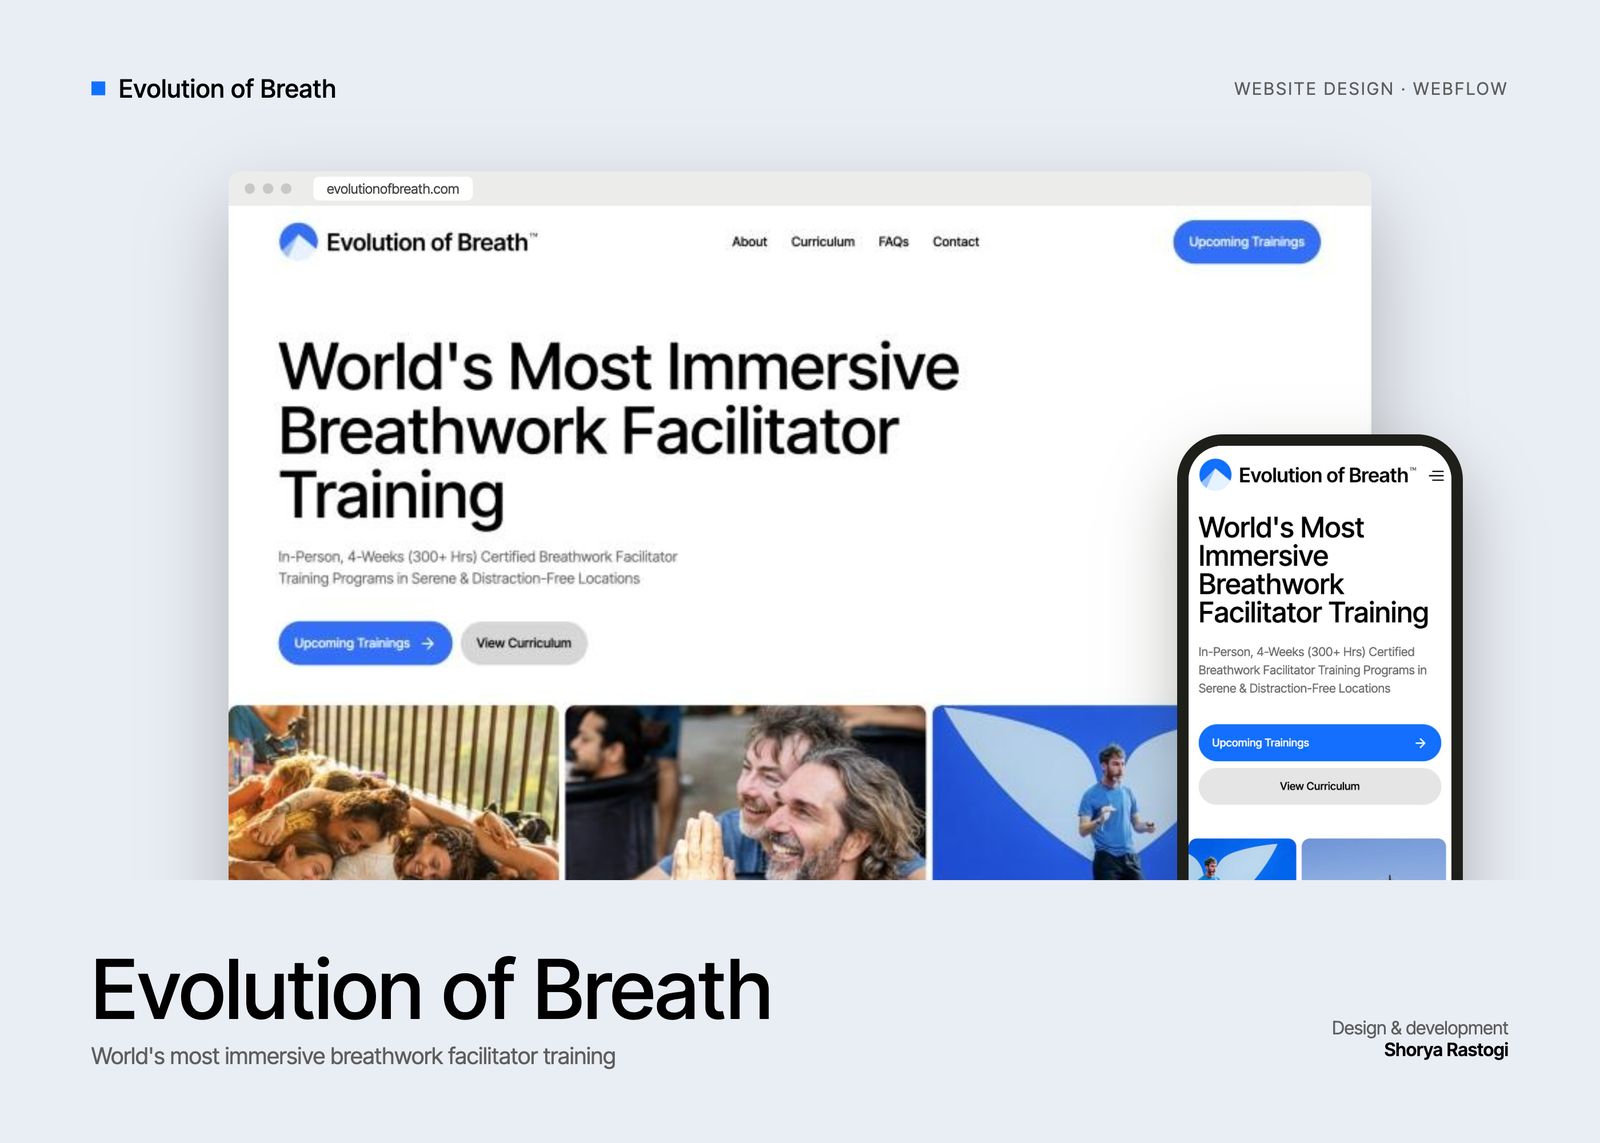 Evolution of Breath
WEBSITE DESIGN · WEBFLOW
evolutionofbreath.com
Evolution of Breath™
About
Curriculum
FAQs
Contact
Upcoming Trainings
World's Most Immersive
Breathwork Facilitator
Training
In-Person, 4-Weeks (300+ Hrs) Certified Breathwork Facilitator
Training Programs in Serene & Distraction-Free Locations
Upcoming Trainings →
View Curriculum
Evolution of Breath™
World's Most
Immersive
Breathwork
Facilitator Training
In-Person, 4-Weeks (300+ Hrs) Certified
Breathwork Facilitator Training Programs in
Serene & Distraction-Free Locations
Upcoming Trainings →
View Curriculum
Evolution of Breath
World's most immersive breathwork facilitator training
Design & development
Shorya Rastogi